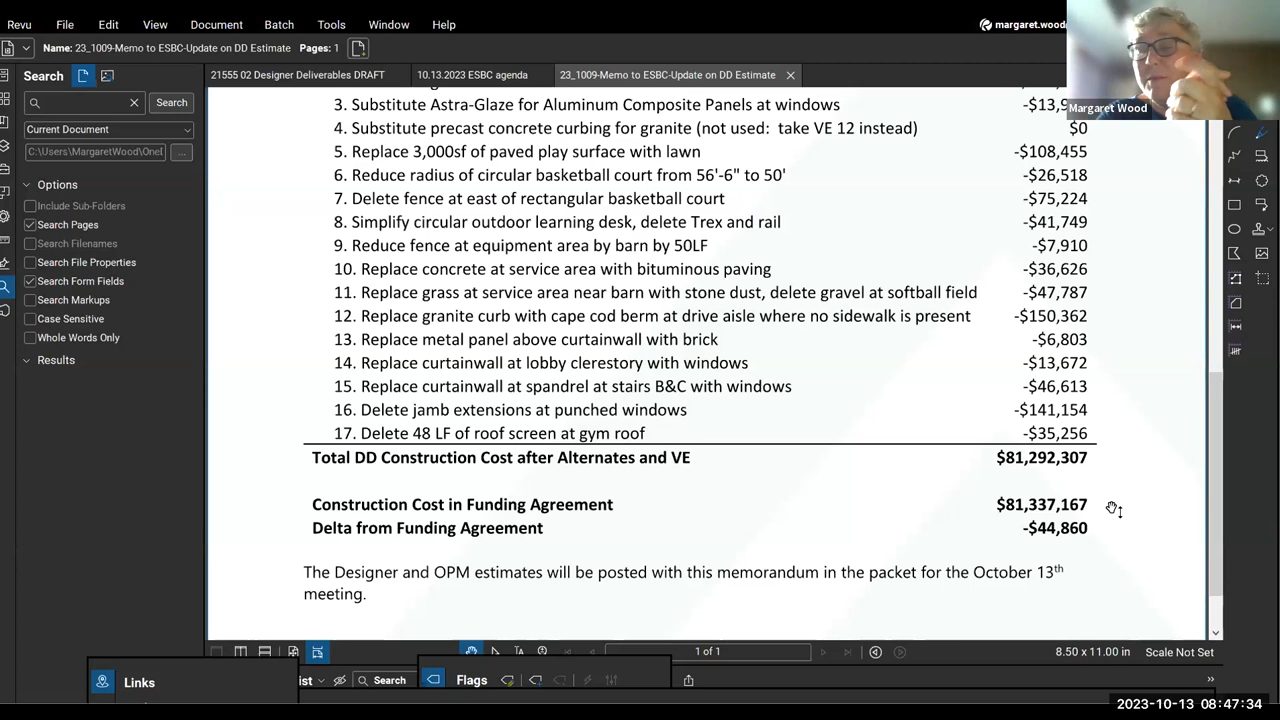 Revu File Edit View Document Batch Tools Window Help
margaret.wood
Name: 23_1009-Memo to ESBC-Update on DD Estimate Pages: 1
Search
21555 02 Designer Deliverables DRAFT
10.13.2023 ESBC agenda
23_1009-Memo to ESBC-Update on DD Estimate
Margaret Wood
Search
Current Document
C:\Users\MargaretWood\OneD
Options
Include Sub-Folders
Search Pages
Search Filenames
Search File Properties
Search Form Fields
Search Markups
Case Sensitive
Whole Words Only
Results
3. Substitute Astra-Glaze for Aluminum Composite Panels at windows
4. Substitute precast concrete curbing for granite (not used: take VE 12 instead) $0
5. Replace 3,000sf of paved play surface with lawn -$108,455
6. Reduce radius of circular basketball court from 56'-6" to 50' -$26,518
7. Delete fence at east of rectangular basketball court -$75,224
8. Simplify circular outdoor learning desk, delete Trex and rail -$41,749
9. Reduce fence at equipment area by barn by 50LF -$7,910
10. Replace concrete at service area with bituminous paving -$36,626
11. Replace grass at service area near barn with stone dust, delete gravel at softball field -$47,787
12. Replace granite curb with cape cod berm at drive aisle where no sidewalk is present -$150,362
13. Replace metal panel above curtainwall with brick -$6,803
14. Replace curtainwall at lobby clerestory with windows -$13,672
15. Replace curtainwall at spandrel at stairs B&C with windows -$46,613
16. Delete jamb extensions at punched windows -$141,154
17. Delete 48 LF of roof screen at gym roof -$35,256
Total DD Construction Cost after Alternates and VE $81,292,307
Construction Cost in Funding Agreement $81,337,167
Delta from Funding Agreement -$44,860
The Designer and OPM estimates will be posted with this memorandum in the packet for the October 13th
meeting.
1 of 1
8.50 x 11.00 in Scale Not Set
Links
Search
Flags
2023-10-13 08:47:34